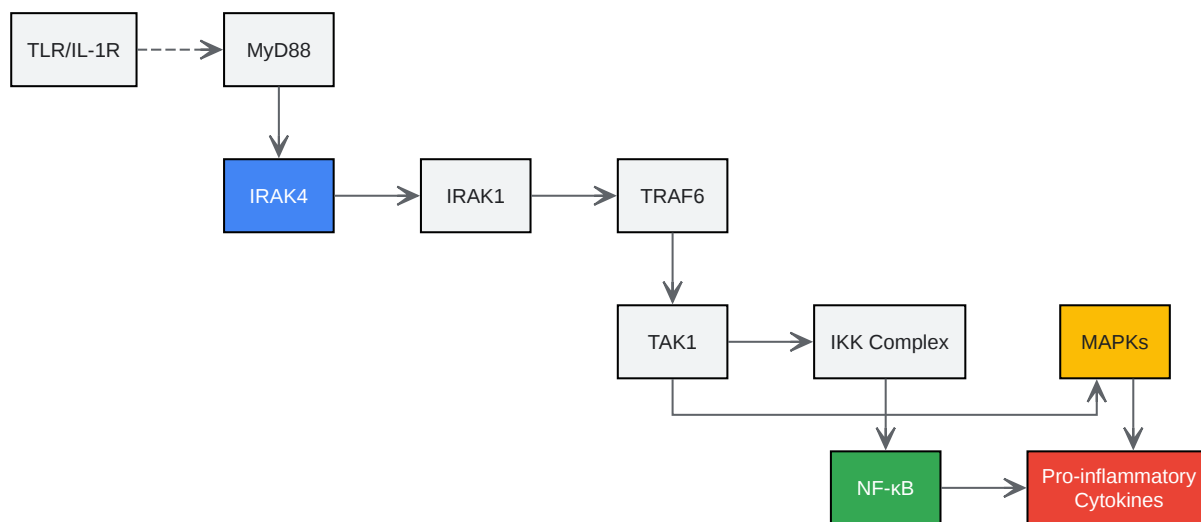 TLR/IL-1R
MyD88
IRAK4
IRAK1
TRAF6
TAK1
IKK Complex
MAPKs
NF-κB
Pro-inflammatory
Cytokines